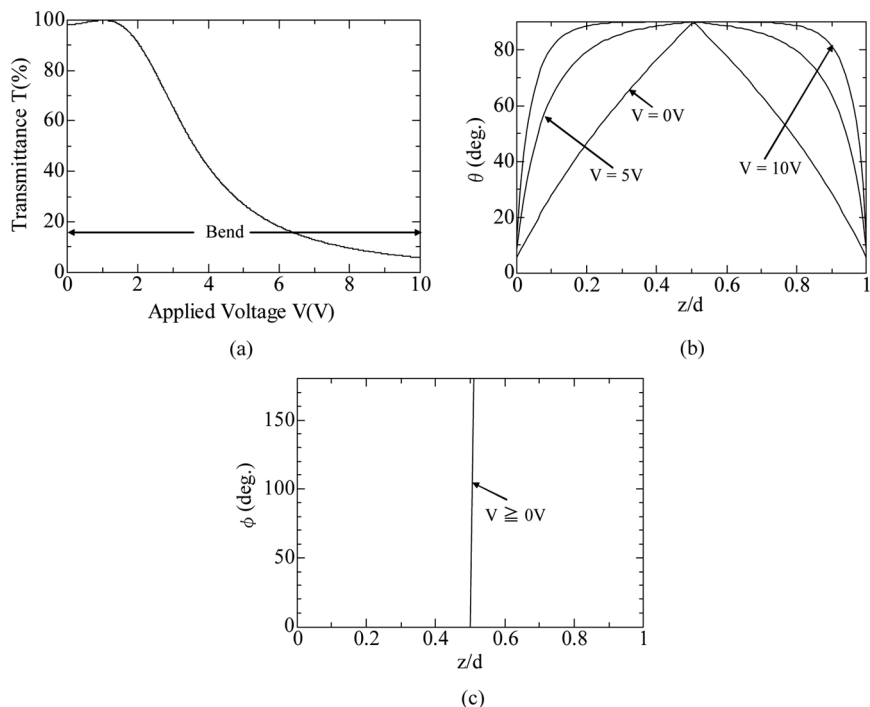 100
80
60
40
20
0
Transmittance T(%)
Bend
0 2 4 6 8 10
Applied Voltage V(V)
(a)
80
60
40
20
0
θ (deg.)
V = 0V
V = 5V
V = 10V
0 0.2 0.4 0.6 0.8 1
z/d
(b)
150
100
50
0
ϕ (deg.)
V ≧ 0V
0 0.2 0.4 0.6 0.8 1
z/d
(c)